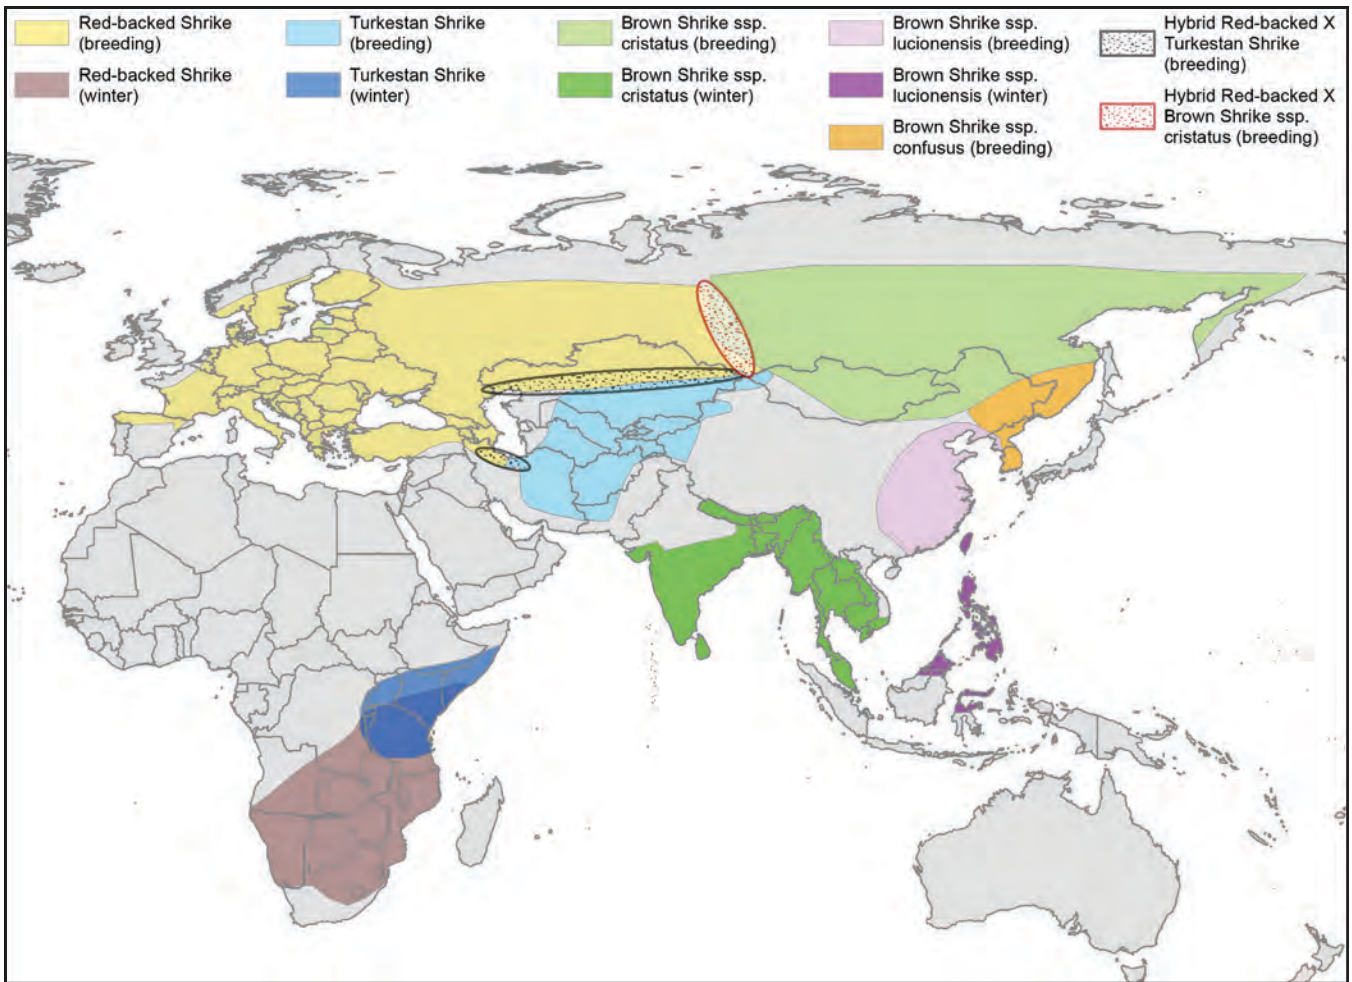 Red-backed Shrike
(breeding)
Red-backed Shrike
(winter)
Turkestan Shrike
(breeding)
Turkestan Shrike
(winter)
Brown Shrike ssp.
cristatus (breeding)
Brown Shrike ssp.
cristatus (winter)
Brown Shrike ssp.
lucionensis (breeding)
Brown Shrike ssp.
lucionensis (winter)
Brown Shrike ssp.
confusus (breeding)
Hybrid Red-backed X
Turkestan Shrike
(breeding)
Hybrid Red-backed X
Brown Shrike ssp.
cristatus (breeding)